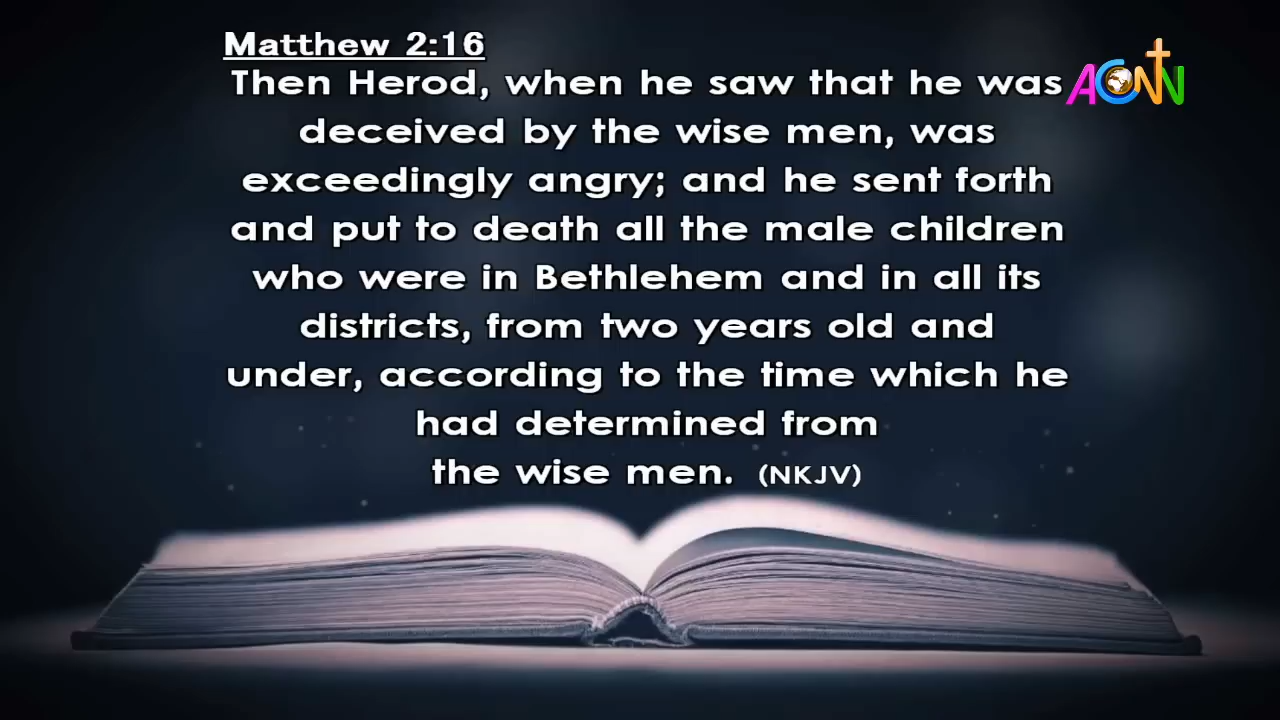 Matthew 2:16
Then Herod, when he saw that he was
deceived by the wise men, was
exceedingly angry; and he sent forth
and put to death all the male children
who were in Bethlehem and in all its
districts, from two years old and
under, according to the time which he
had determined from
the wise men. (NKJV)
ACNN